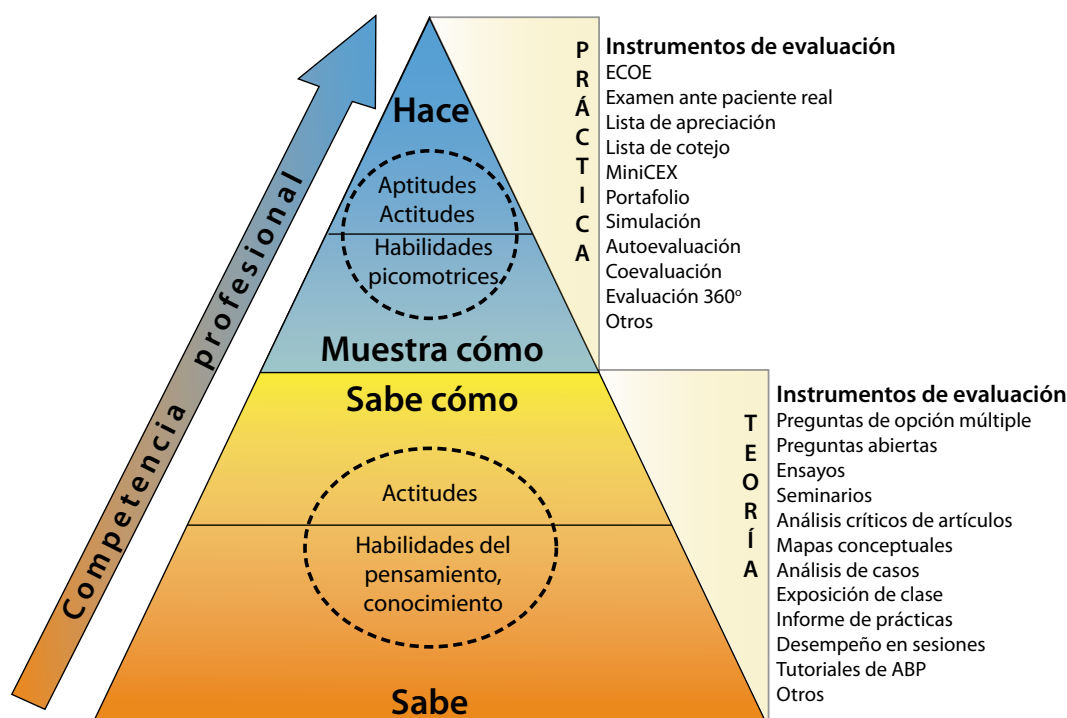 Competencia profesional
Hace
Aptitudes
Actitudes
Habilidades
picomotrices
Muestra cómo
Sabe cómo
Actitudes
Habilidades del
pensamiento,
conocimiento
Sabe
PRÁCTICA
Instrumentos de evaluación
ECOE
Examen ante paciente real
Lista de apreciación
Lista de cotejo
MiniCEX
Portafolio
Simulación
Autoevaluación
Coevaluación
Evaluación 360º
Otros
TEORÍA
Instrumentos de evaluación
Preguntas de opción múltiple
Preguntas abiertas
Ensayos
Seminarios
Análisis críticos de artículos
Mapas conceptuales
Análisis de casos
Exposición de clase
Informe de prácticas
Desempeño en sesiones
Tutoriales de ABP
Otros